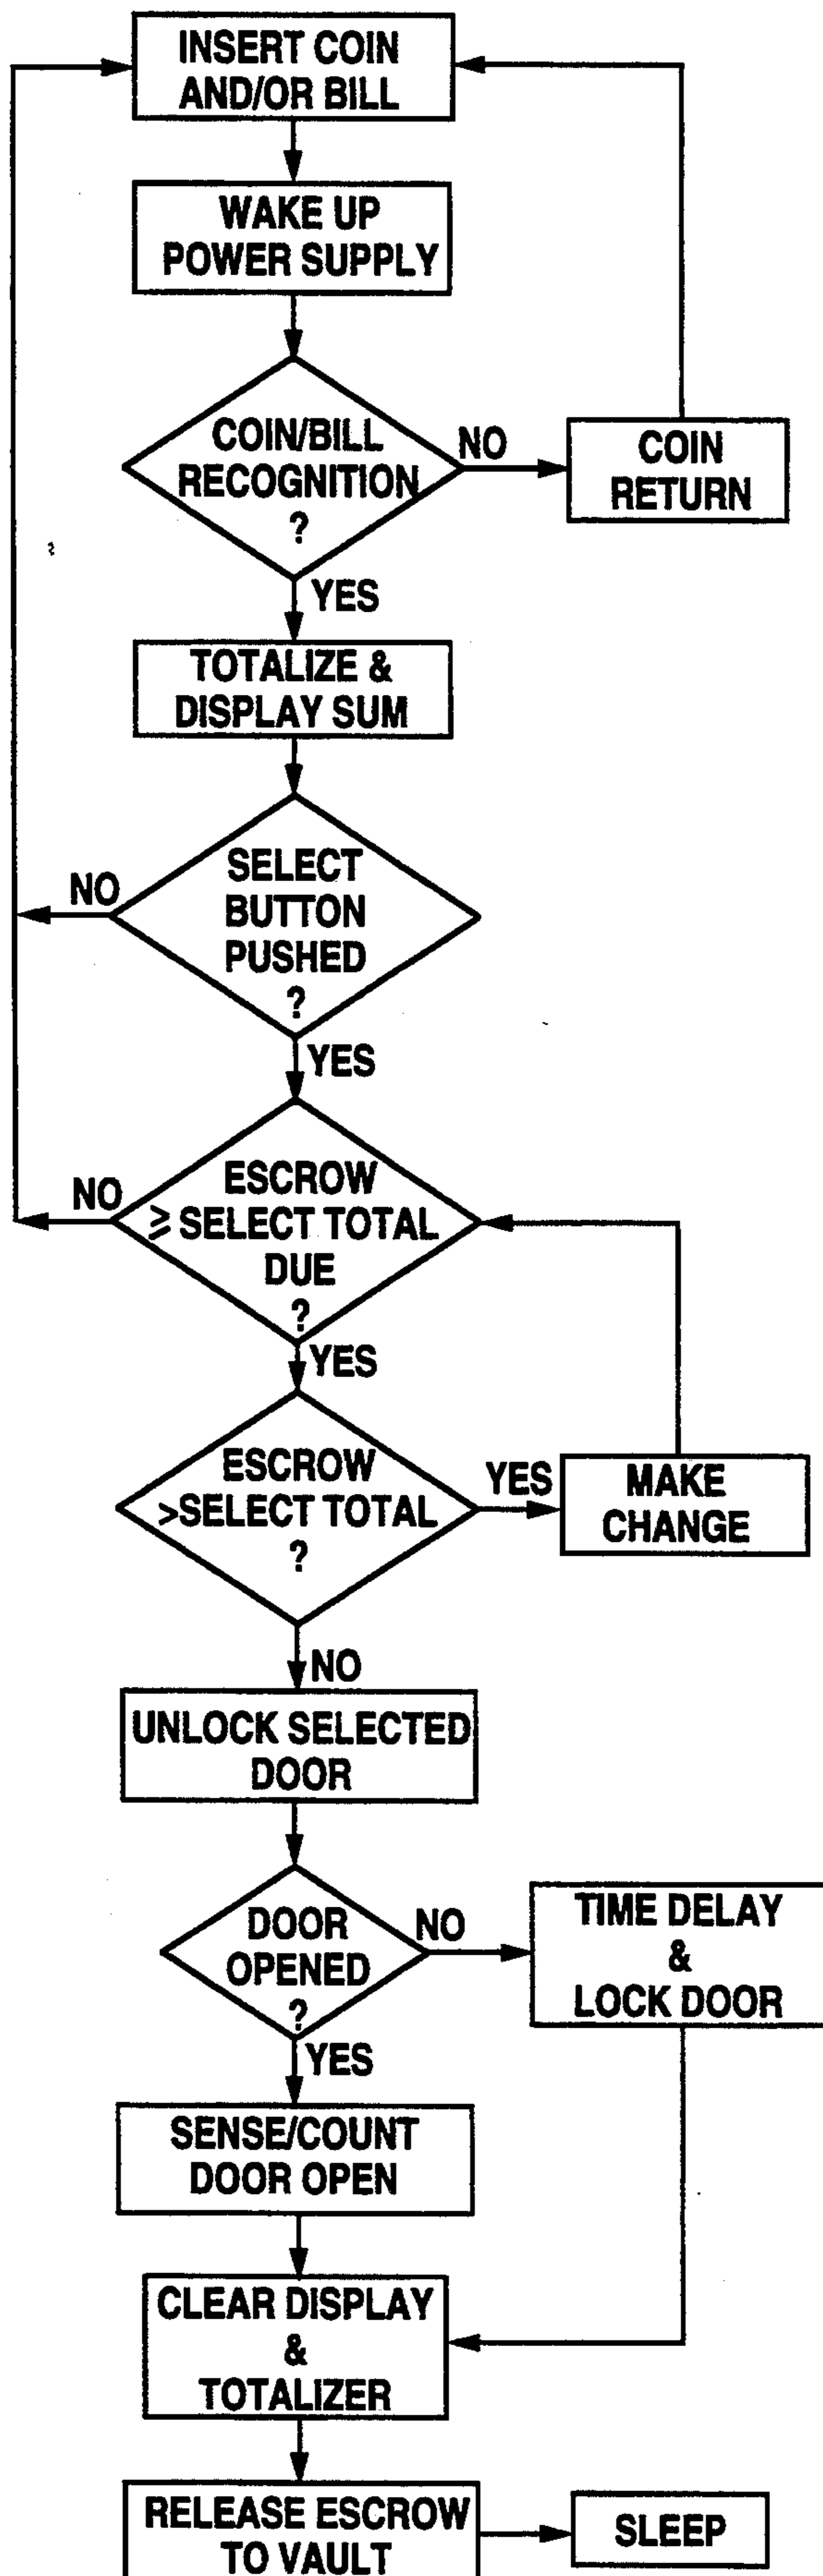 INSERT COIN
AND/OR BILL
WAKE UP
POWER SUPPLY
COIN/BILL
RECOGNITION
?
NO
COIN
RETURN
YES
TOTALIZE &
DISPLAY SUM
SELECT
BUTTON
PUSHED
?
NO
YES
ESCROW
≥ SELECT TOTAL
DUE
?
NO
YES
ESCROW
>SELECT TOTAL
?
YES
MAKE
CHANGE
NO
UNLOCK SELECTED
DOOR
DOOR
OPENED
?
NO
TIME DELAY
&
LOCK DOOR
YES
SENSE/COUNT
DOOR OPEN
CLEAR DISPLAY
&
TOTALIZER
RELEASE ESCROW
TO VAULT
SLEEP